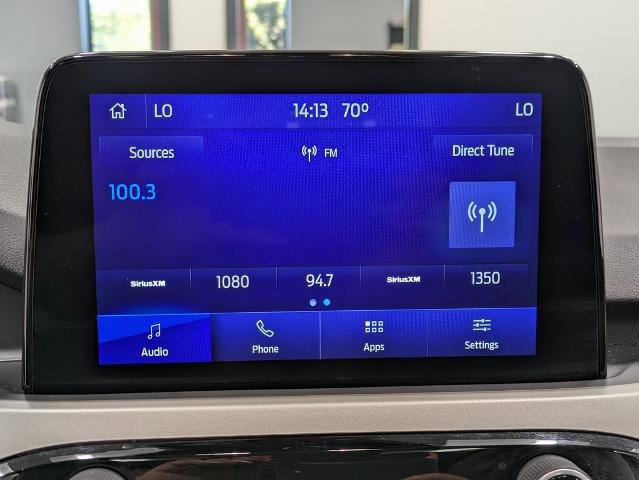 LO 14:13 70° LO
Sources FM Direct Tune
100.3
SiriusXM 1080 94.7 SiriusXM 1350
Audio Phone Apps Settings